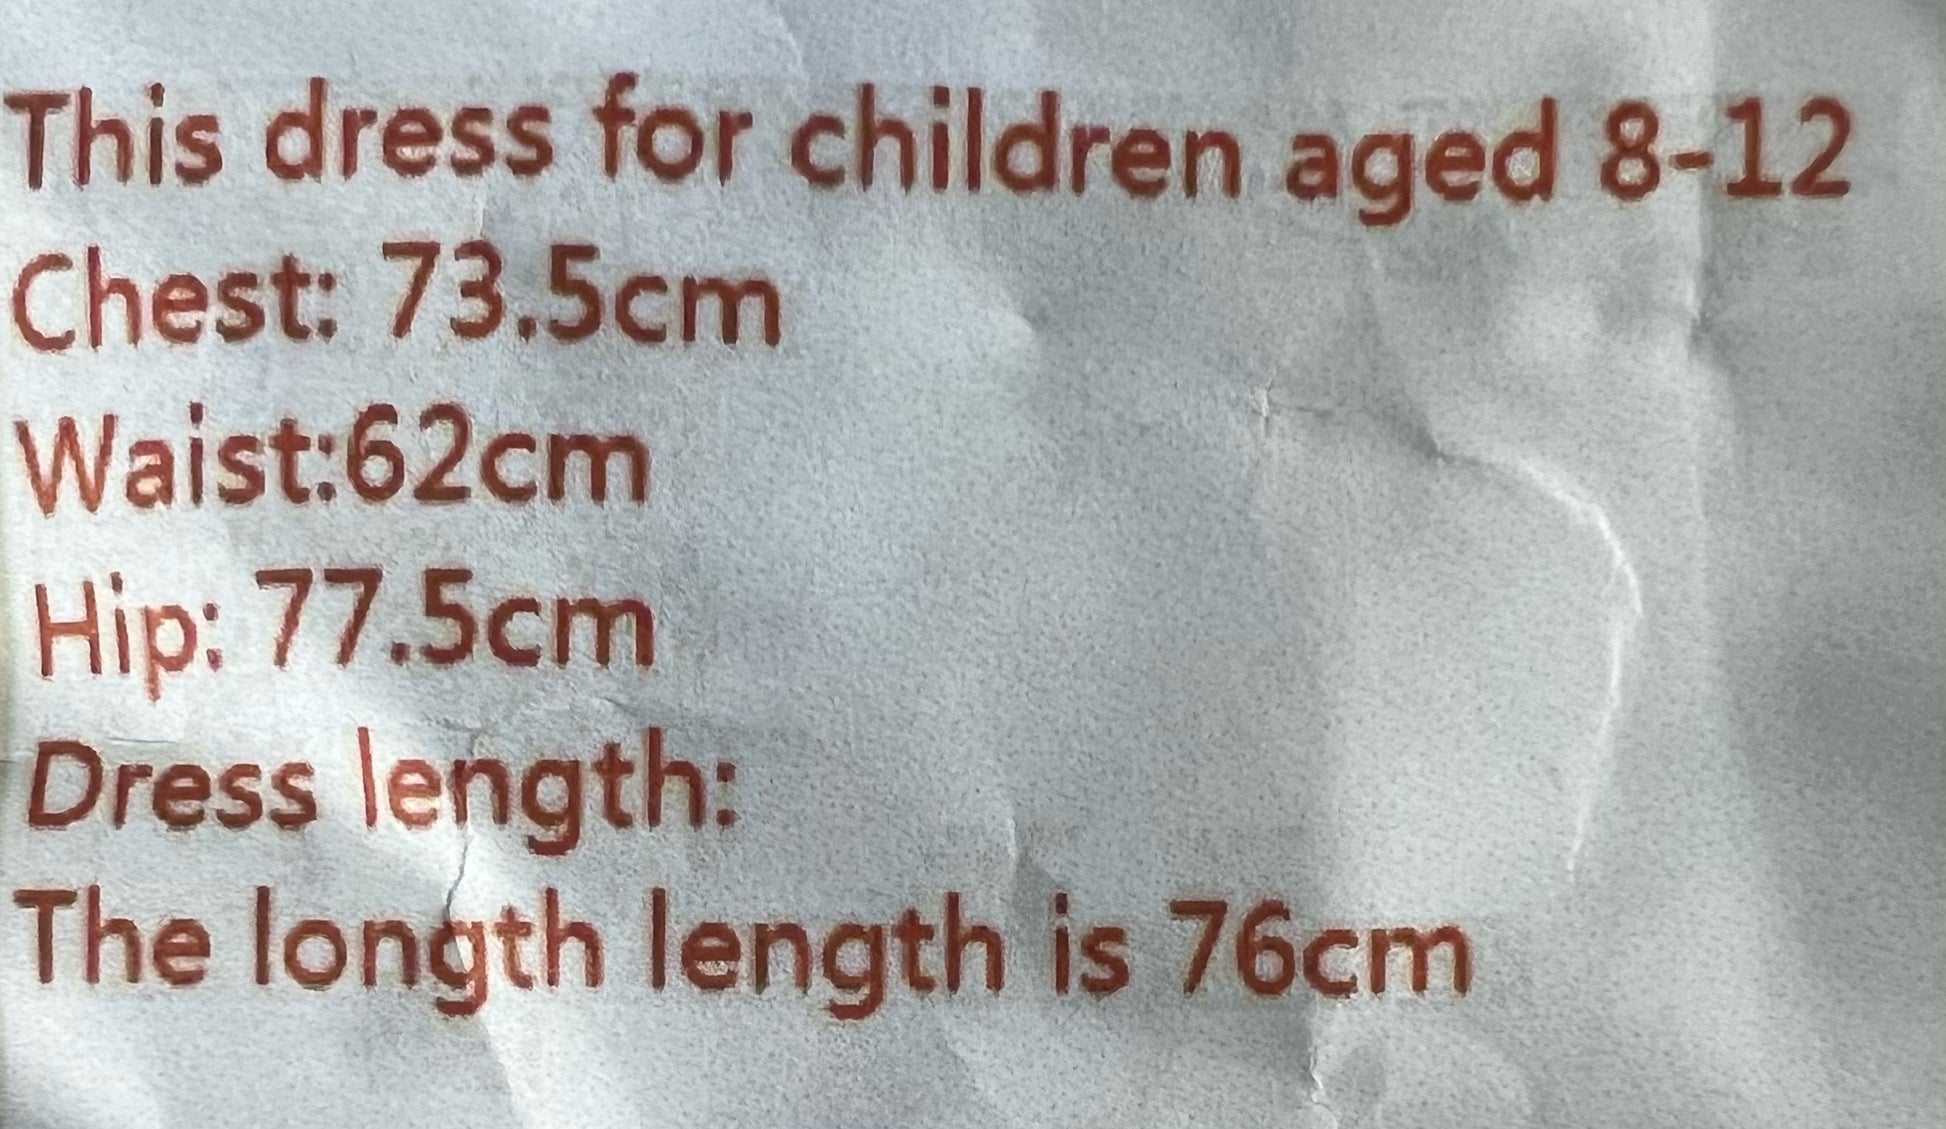 This dress for children aged 8-12
Chest: 73.5cm
Waist:62cm
Hip: 77.5cm
Dress length:
The longth length is 76cm